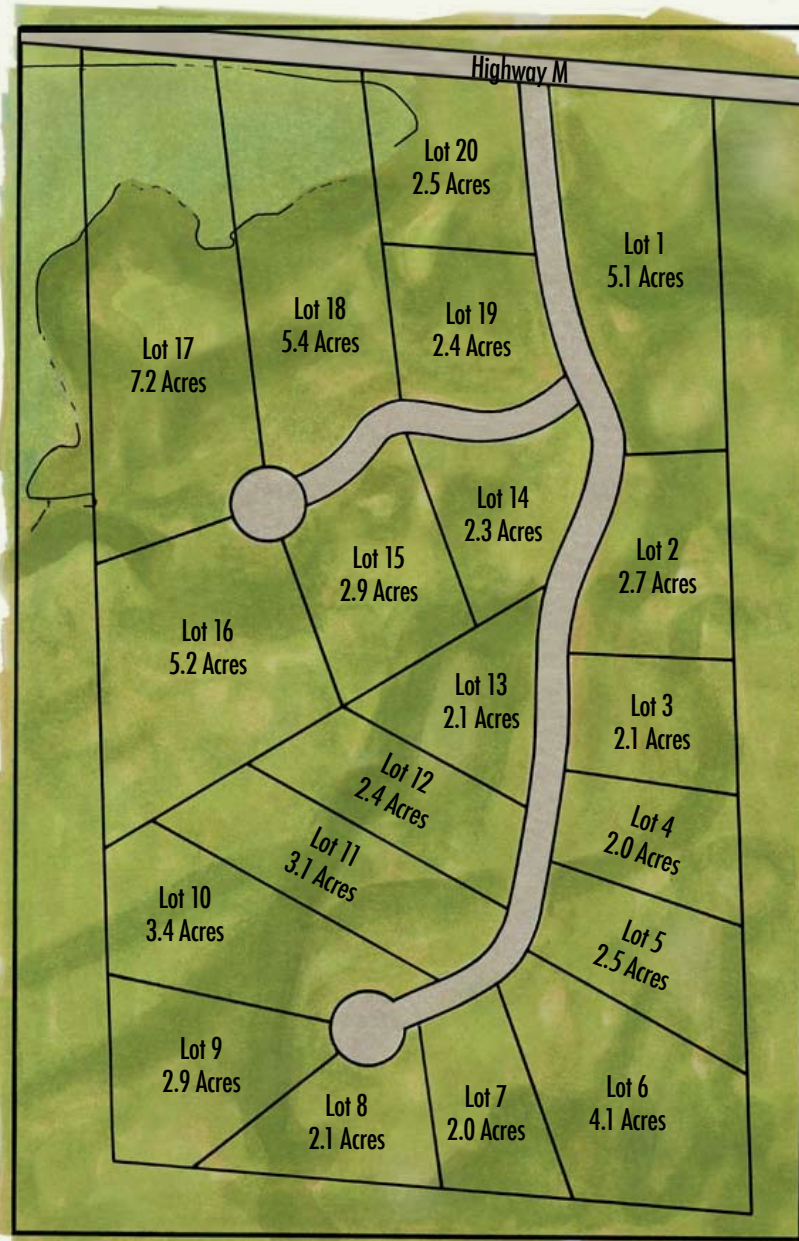 Highway M
Lot 20
2.5 Acres
Lot 1
5.1 Acres
Lot 18
5.4 Acres
Lot 19
2.4 Acres
Lot 17
7.2 Acres
Lot 14
2.3 Acres
Lot 15
2.9 Acres
Lot 2
2.7 Acres
Lot 16
5.2 Acres
Lot 13
2.1 Acres
Lot 3
2.1 Acres
Lot 12
2.4 Acres
Lot 4
2.0 Acres
Lot 11
3.1 Acres
Lot 10
3.4 Acres
Lot 5
2.5 Acres
Lot 9
2.9 Acres
Lot 8
2.1 Acres
Lot 7
2.0 Acres
Lot 6
4.1 Acres